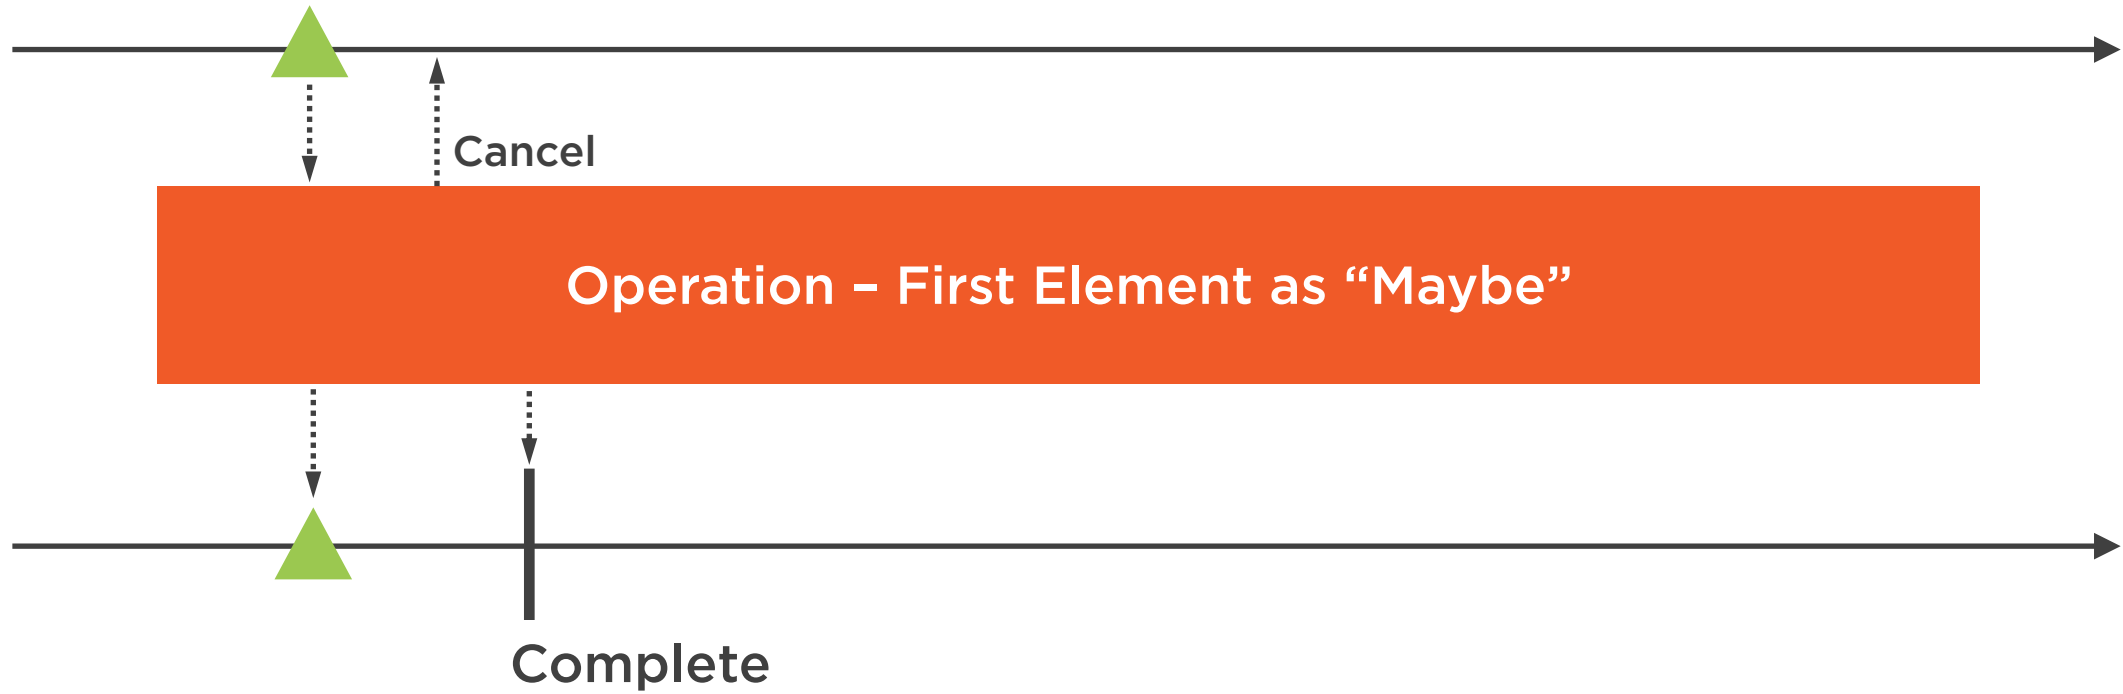 Cancel
Operation – First Element as “Maybe”
Complete